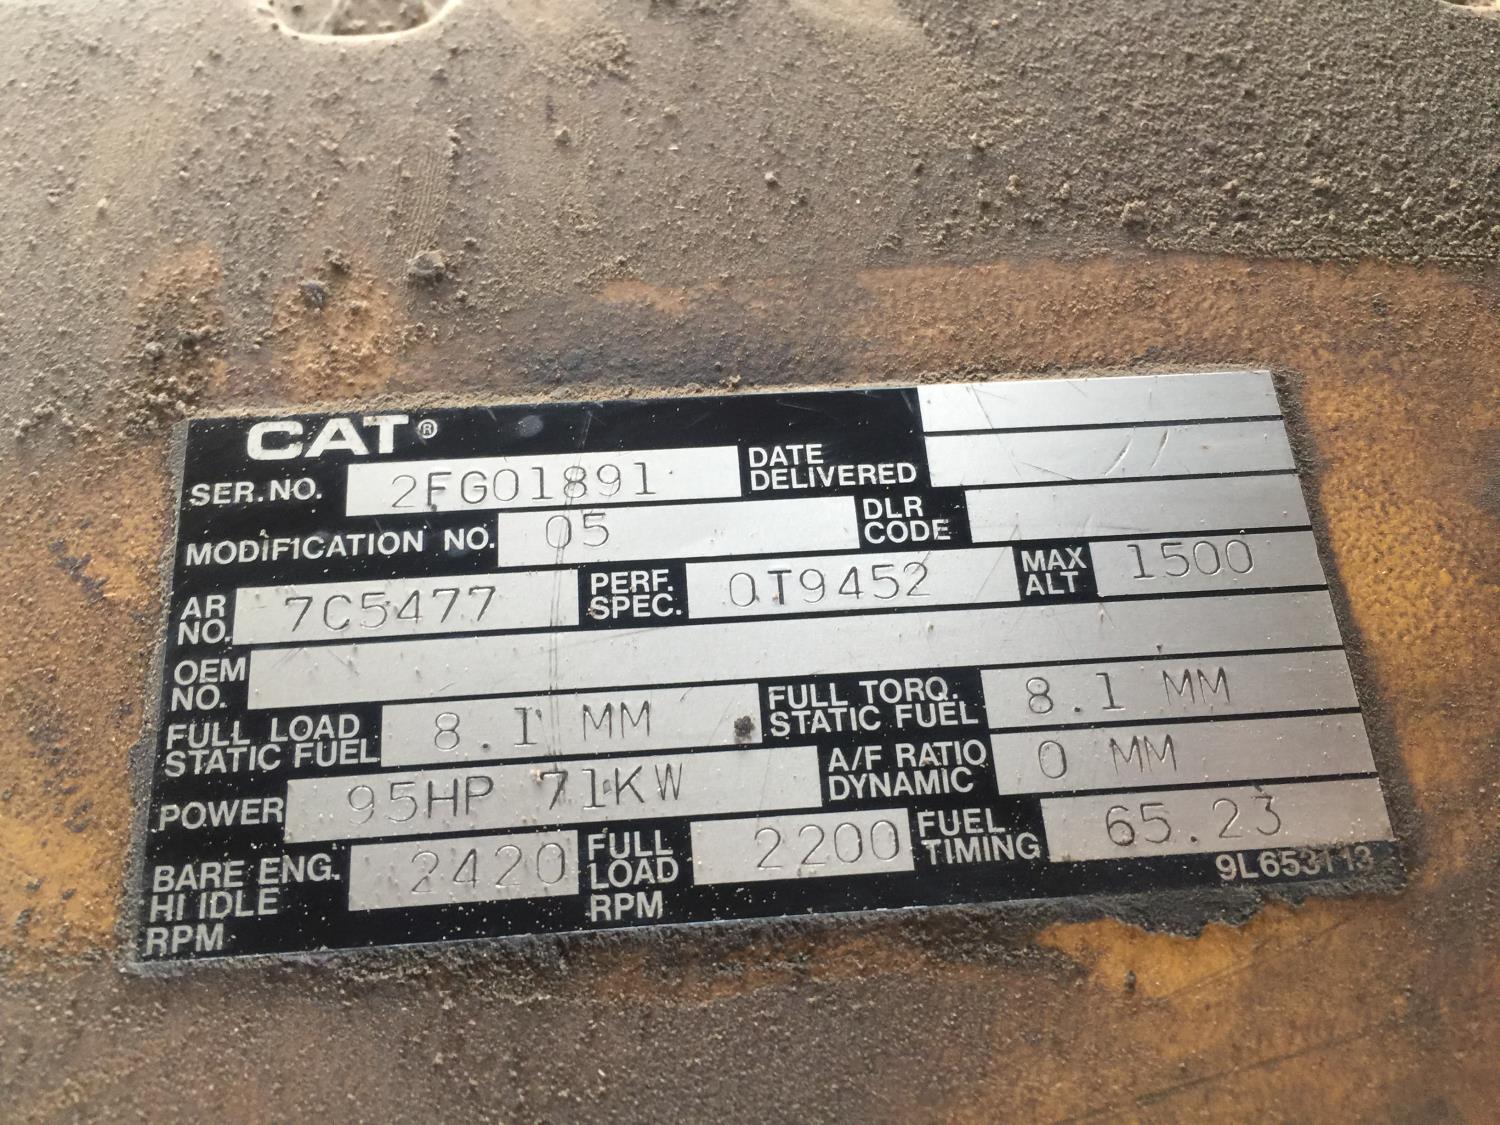 CAT®
SER. NO. 2FG01891 DATE DELIVERED
MODIFICATION NO. 05 DLR CODE
AR NO. 7C5477 PERF. SPEC. 0T9452 MAX ALT 1500
OEM NO.
FULL LOAD STATIC FUEL 8.1 MM FULL TORQ. STATIC FUEL 8.1 MM
POWER 95HP 71KW A/F RATIO DYNAMIC 0 MM
BARE ENG. HI IDLE RPM 2420 FULL LOAD RPM 2200 FUEL TIMING 65.23